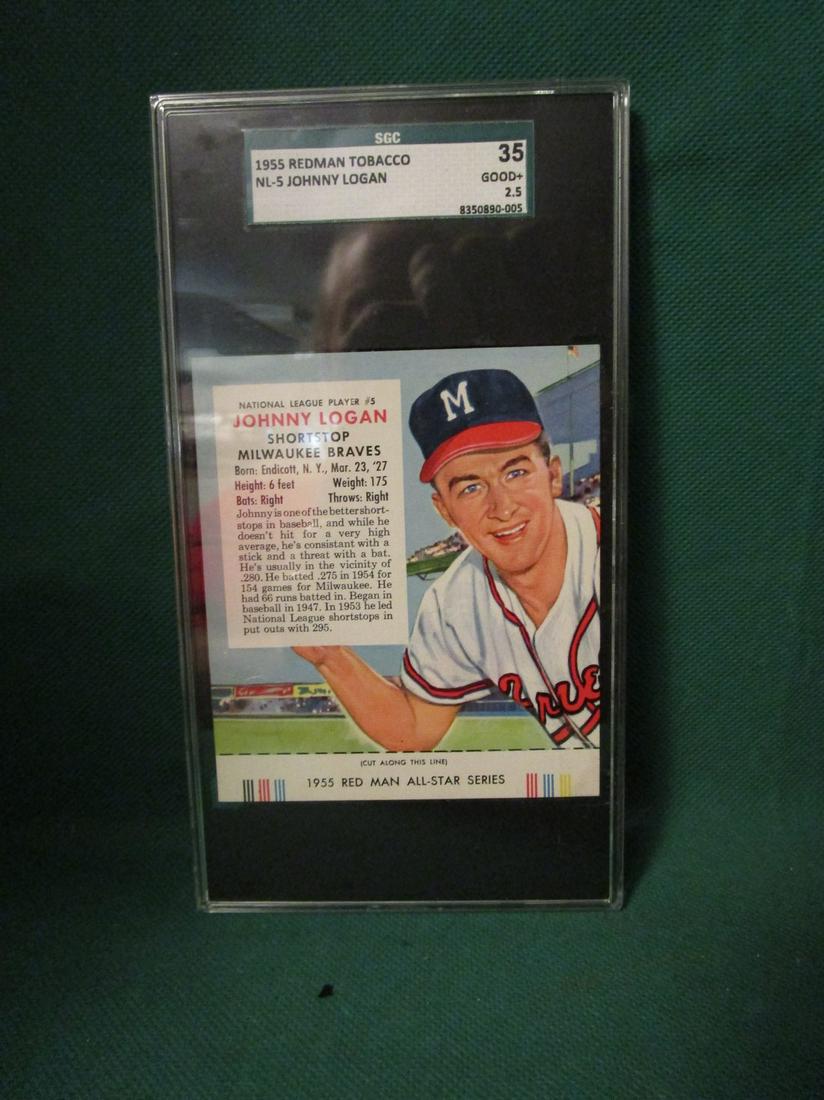 SGC
1955 REDMAN TOBACCO
NL-5 JOHNNY LOGAN
35
GOOD+
2.5
8350890-005
NATIONAL LEAGUE PLAYER #5
JOHNNY LOGAN
SHORTSTOP
MILWAUKEE BRAVES
Born: Endicott, N. Y., Mar. 23, '27
Height: 6 feet Weight: 175
Bats: Right Throws: Right
Johnny is one of the better short-
stops in baseball, and while he
doesn't hit for a very high
average, he's consistant with a
stick and a threat with a bat.
He's usually in the vicinity of
.280. He batted .275 in 1954 for
154 games for Milwaukee. He
had 66 runs batted in. Began in
baseball in 1947. In 1953 he led
National League shortstops in
put outs with 295.
M
Brave
(CUT ALONG THIS LINE)
1955 RED MAN ALL-STAR SERIES